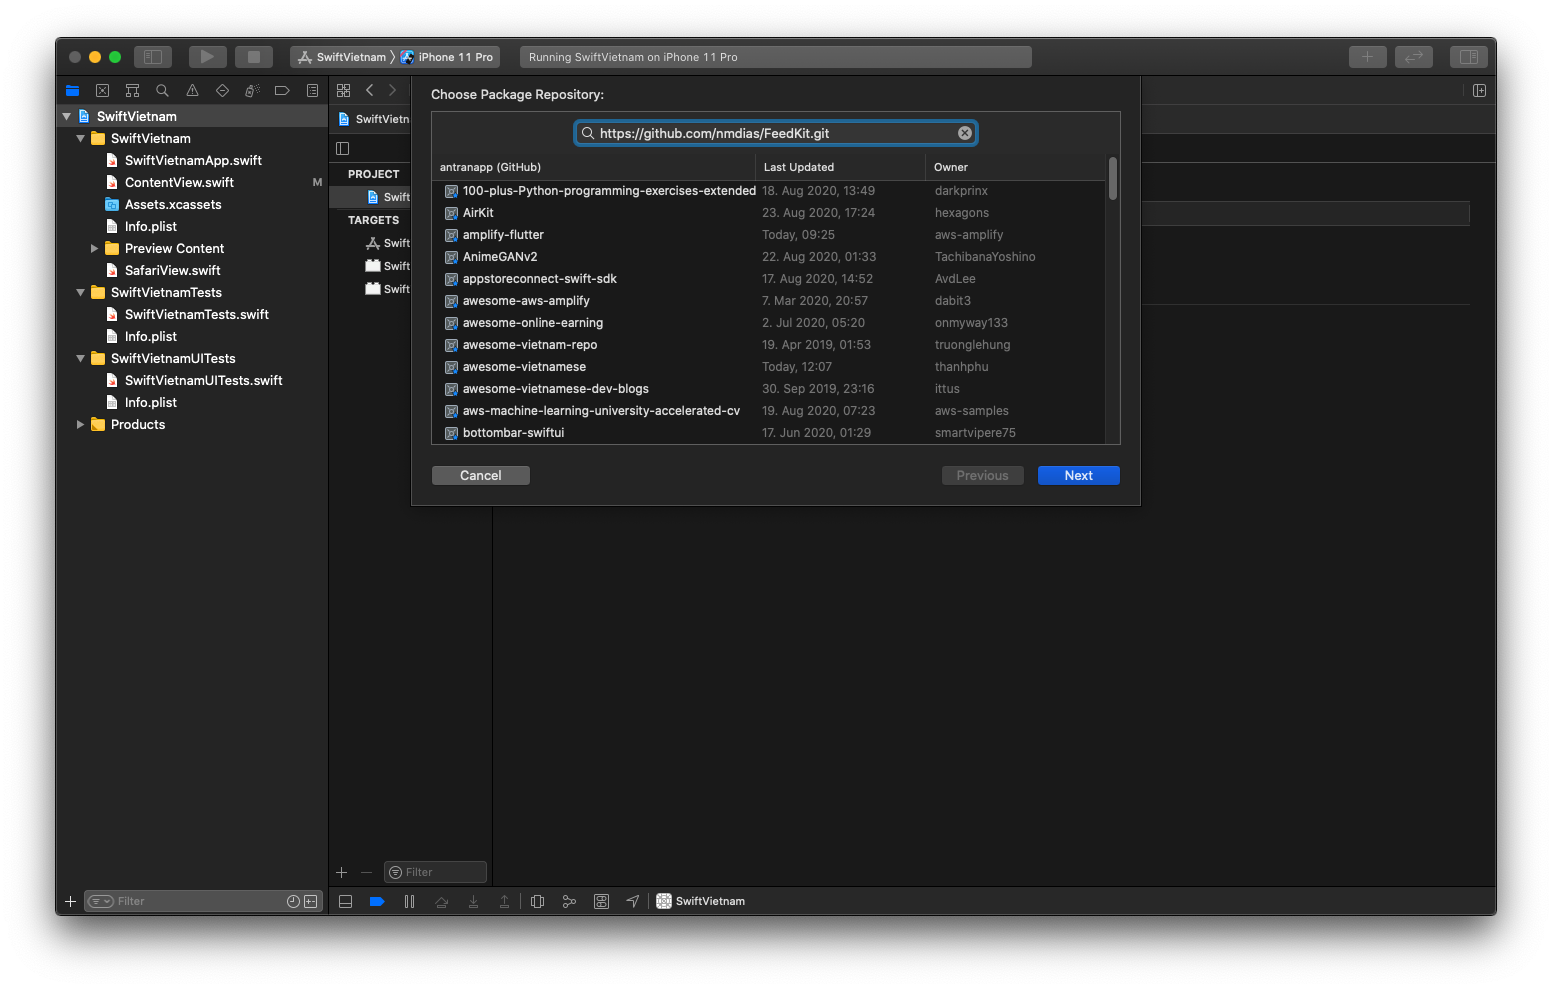 SwiftVietnam
iPhone 11 Pro
Running SwiftVietnam on iPhone 11 Pro
SwiftVietnam
SwiftVietnam
SwiftVietnamApp.swift
ContentView.swift
M
Assets.xcassets
Info.plist
Preview Content
SafariView.swift
SwiftVietnamTests
SwiftVietnamTests.swift
Info.plist
SwiftVietnamUITests
SwiftVietnamUITests.swift
Info.plist
Products
Filter
SwiftVietn
PROJECT
Swift
TARGETS
Swift
Swift
Swift
Filter
Choose Package Repository:
https://github.com/nmdias/FeedKit.git
antranapp (GitHub) Last Updated Owner
100-plus-Python-programming-exercises-extended 18. Aug 2020, 13:49 darkprinx
AirKit 23. Aug 2020, 17:24 hexagons
amplify-flutter Today, 09:25 aws-amplify
AnimeGANv2 22. Aug 2020, 01:33 TachibanaYoshino
appstoreconnect-swift-sdk 17. Aug 2020, 14:52 AvdLee
awesome-aws-amplify 7. Mar 2020, 20:57 dabit3
awesome-online-earning 2. Jul 2020, 05:20 onmyway133
awesome-vietnam-repo 19. Apr 2019, 01:53 truonglehung
awesome-vietnamese Today, 12:07 thanhphu
awesome-vietnamese-dev-blogs 30. Sep 2019, 23:16 ittus
aws-machine-learning-university-accelerated-cv 19. Aug 2020, 07:23 aws-samples
bottombar-swiftui 17. Jun 2020, 01:29 smartvipere75
Cancel
Previous
Next
SwiftVietnam